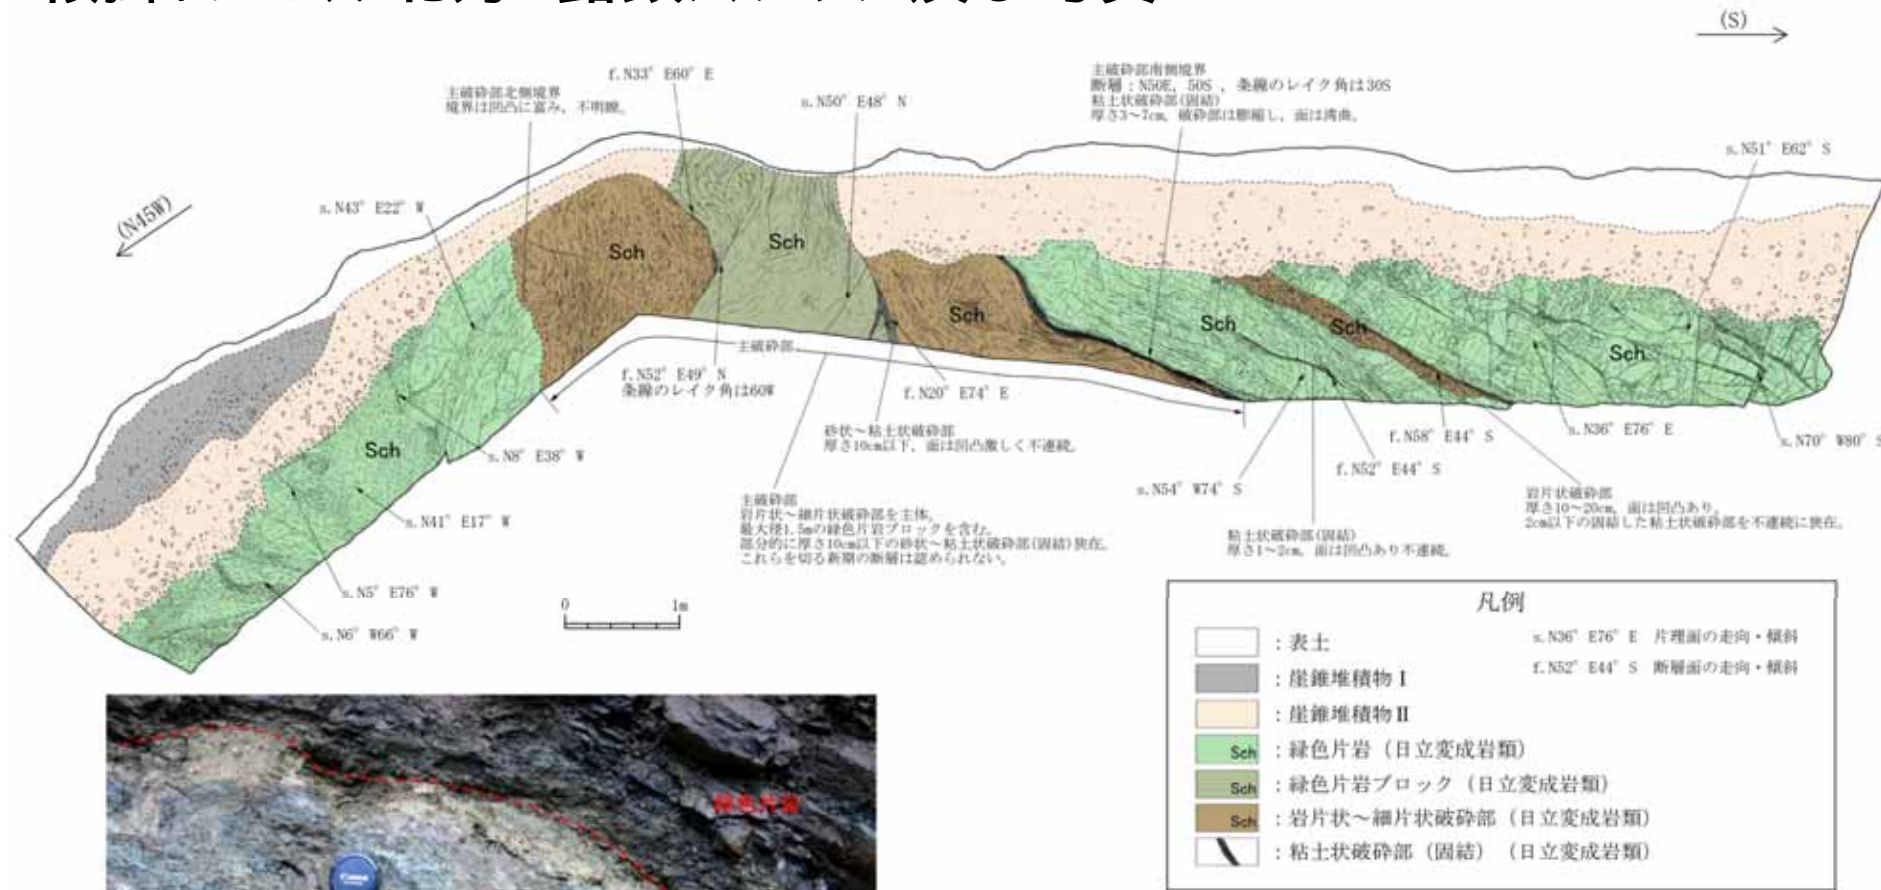 (S)
(N45W)
f.N33° E60° E
主破砕部北側境界
境界は凹凸に富み、不明瞭。
s.N50° E48° N
主破砕部南側境界
断層：N50E, 50S 、条線のレイク角は30S
粘土状破砕部(固結)
厚さ3～7cm、破砕部は膨縮し、面は湾曲。
s.N51° E62° S
s.N43° E22° W
Sch
Sch
Sch
Sch
Sch
Sch
Sch
主破砕部
f.N52° E49° N
条線のレイク角は60W
f.N20° E74° E
砂状～粘土状破砕部
厚さ10cm以下、面は凹凸激しく不連続。
s.N8° E38° W
s.N41° E17° W
s.N5° E76° W
s.N6° W66° W
主破砕部
岩片状～細片状破砕部を主体。
最大径1.5mの緑色片岩ブロックを含む。
部分的に厚さ10cm以下の砂状～粘土状破砕部(固結)狭在。
これらを切る新期の断層は認められない。
s.N54° W74° S
f.N52° E44° S
f.N58° E44° S
s.N36° E76° E
s.N70° W80° S
粘土状破砕部(固結)
厚さ1～2cm、面は凹凸あり不連続。
岩片状破砕部
厚さ10～20cm、面は凹凸あり。
2cm以下の固結した粘土状破砕部を不連続に狭在。
0 1m
凡例
：表土
：崖錐堆積物Ⅰ
：崖錐堆積物Ⅱ
Sch ：緑色片岩（日立変成岩類）
Sch ：緑色片岩ブロック（日立変成岩類）
Sch ：岩片状～細片状破砕部（日立変成岩類）
：粘土状破砕部（固結）（日立変成岩類）
s.N36° E76° E 片理面の走向・傾斜
f.N52° E44° S 断層面の走向・傾斜
緑色片岩
Canon